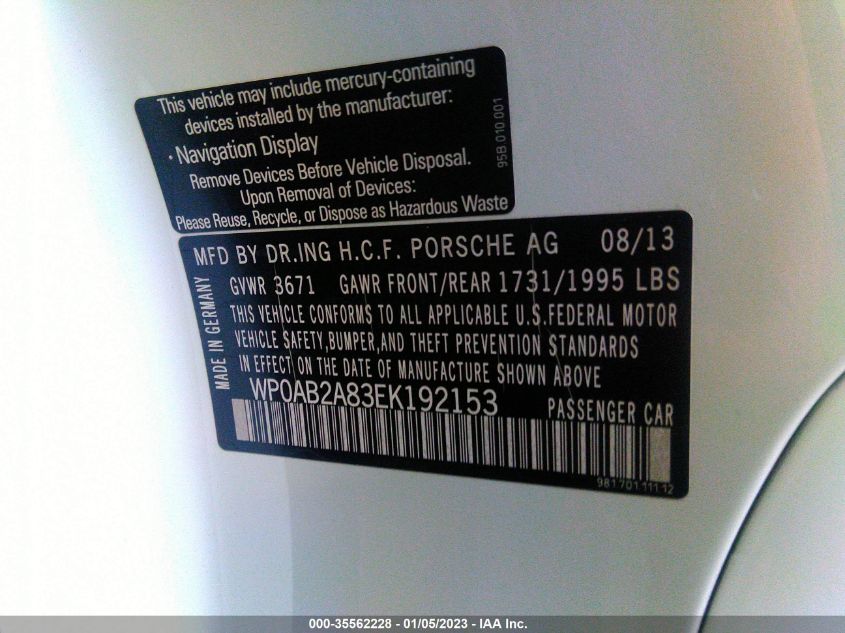 This vehicle may include mercury-containing
devices installed by the manufacturer:
· Navigation Display
Remove Devices Before Vehicle Disposal.
Upon Removal of Devices:
Please Reuse, Recycle, or Dispose as Hazardous Waste
95B 010 001
MFD BY DR.ING H.C.F. PORSCHE AG 08/13
GVWR 3671 GAWR FRONT/REAR 1731/1995 LBS
THIS VEHICLE CONFORMS TO ALL APPLICABLE U.S.FEDERAL MOTOR
VEHICLE SAFETY,BUMPER,AND THEFT PREVENTION STANDARDS
IN EFFECT ON THE DATE OF MANUFACTURE SHOWN ABOVE
WP0AB2A83EK192153 PASSENGER CAR
MADE IN GERMANY
981 701 111 12
000-35562228 - 01/05/2023 - IAA Inc.